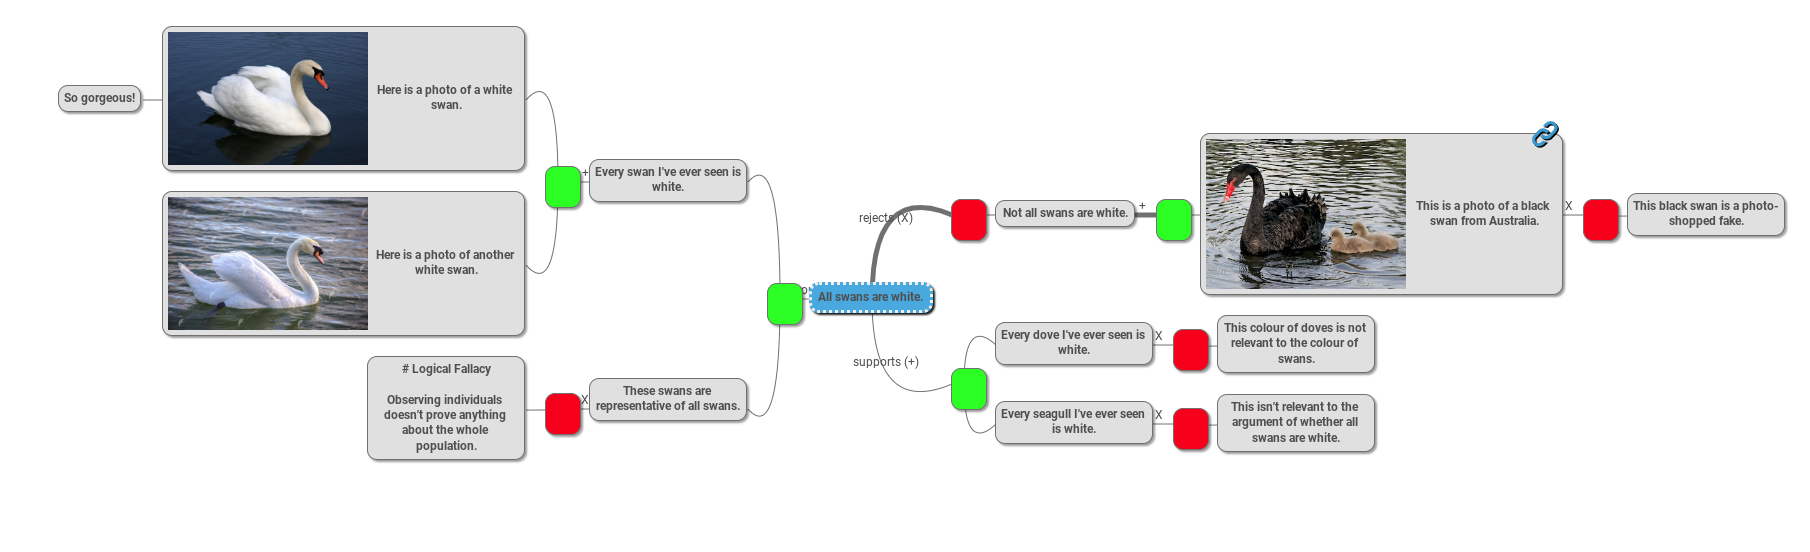 So gorgeous!
Here is a photo of a white
swan.
Here is a photo of another
white swan.
+
Every swan I've ever seen is
white.
# Logical Fallacy
Observing individuals
doesn't prove anything
about the whole
population.
X
These swans are
representative of all swans.
All swans are white.
rejects (X)
Not all swans are white.
+
This is a photo of a black
swan from Australia.
X
This black swan is a photo-
shopped fake.
supports (+)
Every dove I've ever seen is
white.
X
This colour of doves is not
relevant to the colour of
swans.
Every seagull I've ever seen
is white.
X
This isn't relevant to the
argument of whether all
swans are white.